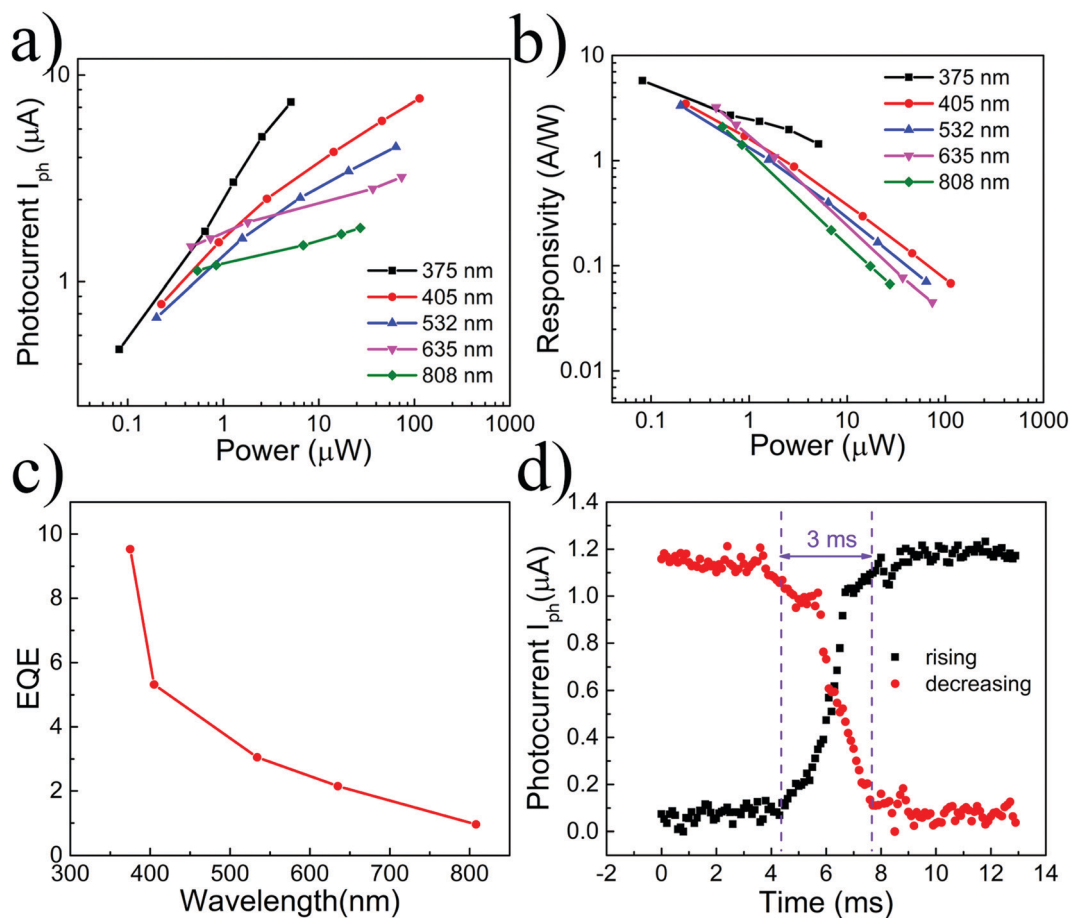 a)
10
1
Photocurrent I_ph (μA)
375 nm
405 nm
532 nm
635 nm
808 nm
0.1 1 10 100 1000
Power (μW)
b)
10
1
0.1
0.01
Responsivity (A/W)
375 nm
405 nm
532 nm
635 nm
808 nm
0.1 1 10 100 1000
Power (μW)
c)
10
8
6
4
2
0
EQE
300 400 500 600 700 800
Wavelength(nm)
d)
1.4
1.2
1.0
0.8
0.6
0.4
0.2
0.0
Photocurrent I_ph(μA)
3 ms
rising
decreasing
-2 0 2 4 6 8 10 12 14
Time (ms)